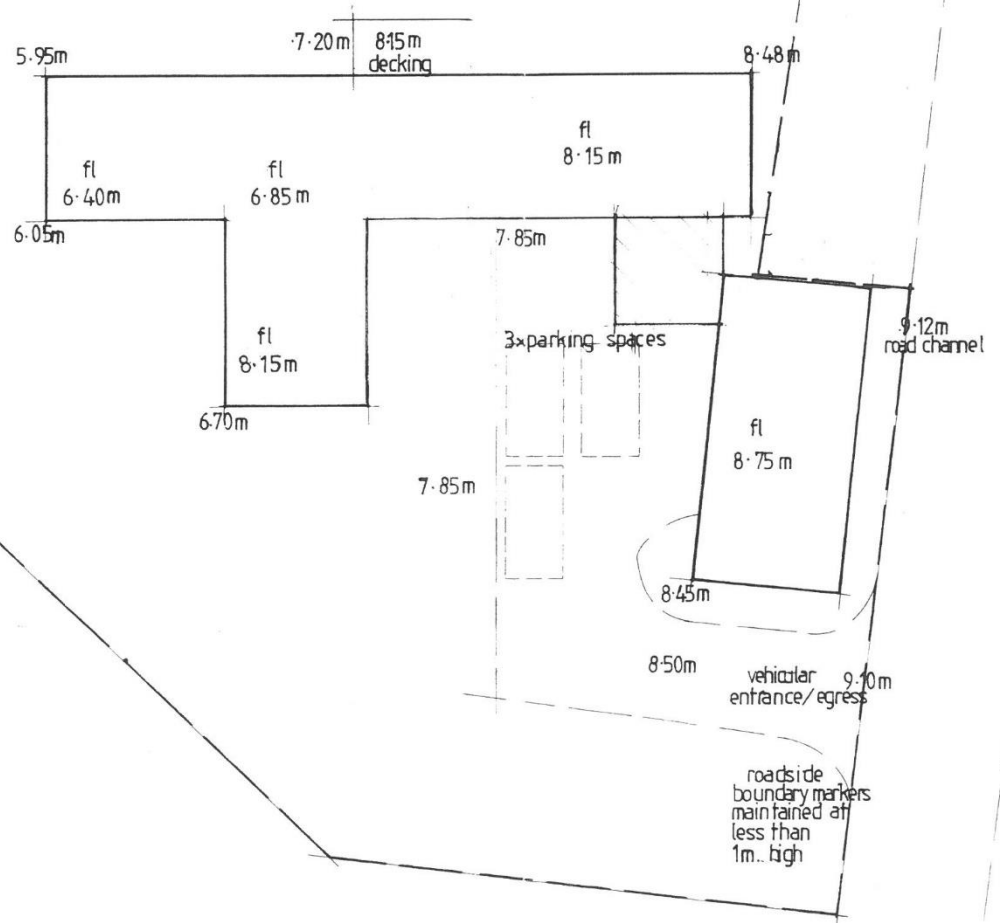 ·7·20m 8·15m
decking
5·95m
8·48m
fl
8·15m
fl
6·40m
fl
6·85m
6·05m
7·85m
9·12m
road channel
3×parking spaces
fl
8·15m
6·70m
fl
8·75m
7·85m
8·45m
8·50m
vehicular
entrance/egress
9·10m
roadside
boundary markers
maintained at
less than
1m.. high